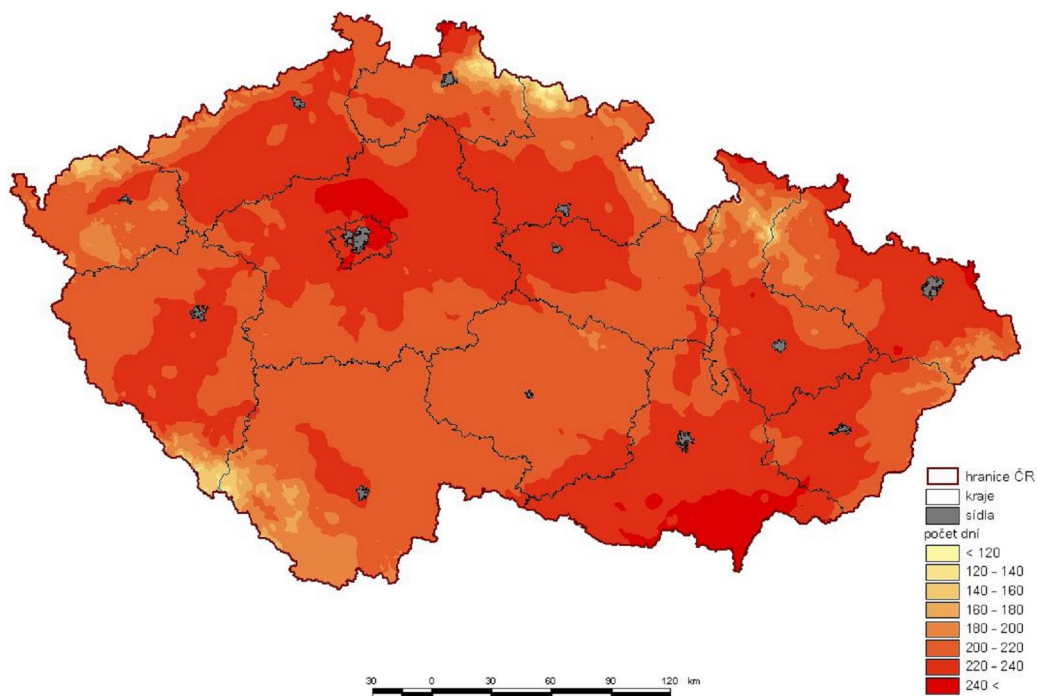 hranice ČR
kraje
sídla
počet dní
< 120
120 - 140
140 - 160
160 - 180
180 - 200
200 - 220
220 - 240
240 <
30 0 30 60 90 120 km